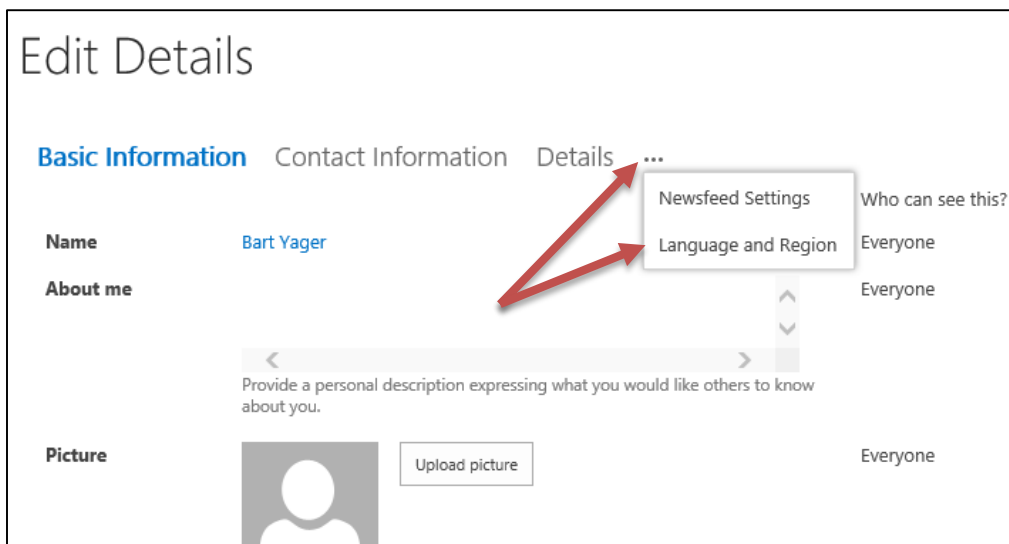 Edit Details
Basic Information Contact Information Details ...
Newsfeed Settings Who can see this?
Name Bart Yager Language and Region Everyone
About me Everyone
Provide a personal description expressing what you would like others to know
about you.
Picture Upload picture Everyone